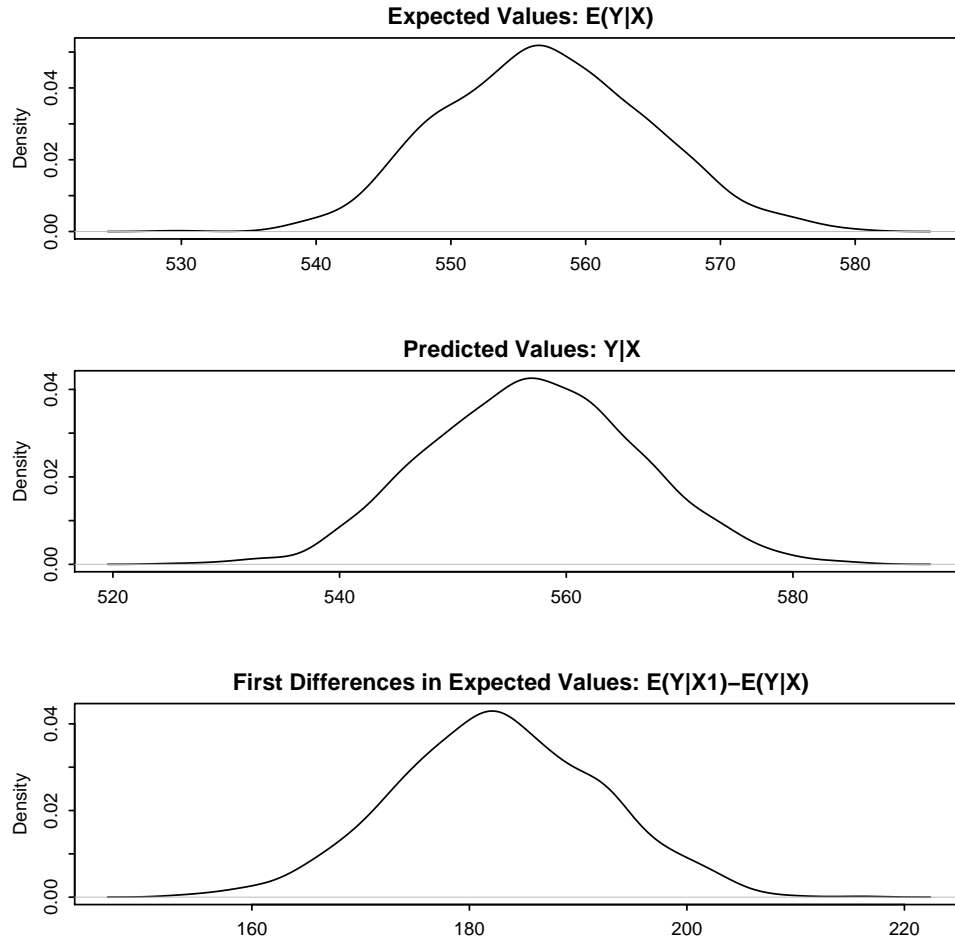 Expected Values: E(Y|X)
Density
0.00 0.02 0.04
530 540 550 560 570 580
Predicted Values: Y|X
Density
0.00 0.02 0.04
520 540 560 580
First Differences in Expected Values: E(Y|X1)−E(Y|X)
Density
0.00 0.02 0.04
160 180 200 220